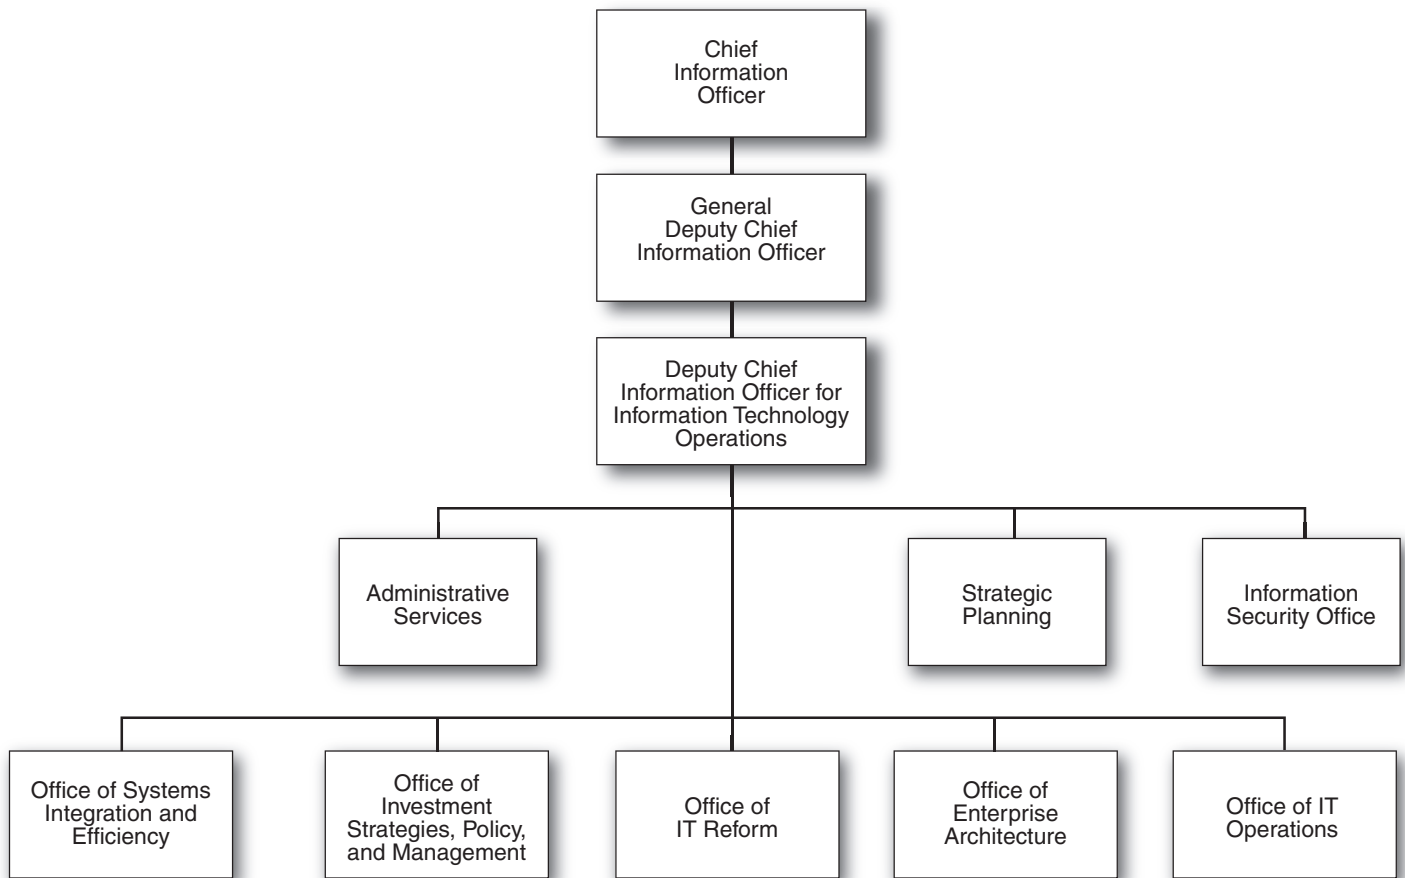 Chief
Information
Officer
General
Deputy Chief
Information Officer
Deputy Chief
Information Officer for
Information Technology
Operations
Administrative
Services
Strategic
Planning
Information
Security Office
Office of Systems
Integration and
Efficiency
Office of
Investment
Strategies, Policy,
and Management
Office of
IT Reform
Office of
Enterprise
Architecture
Office of IT
Operations